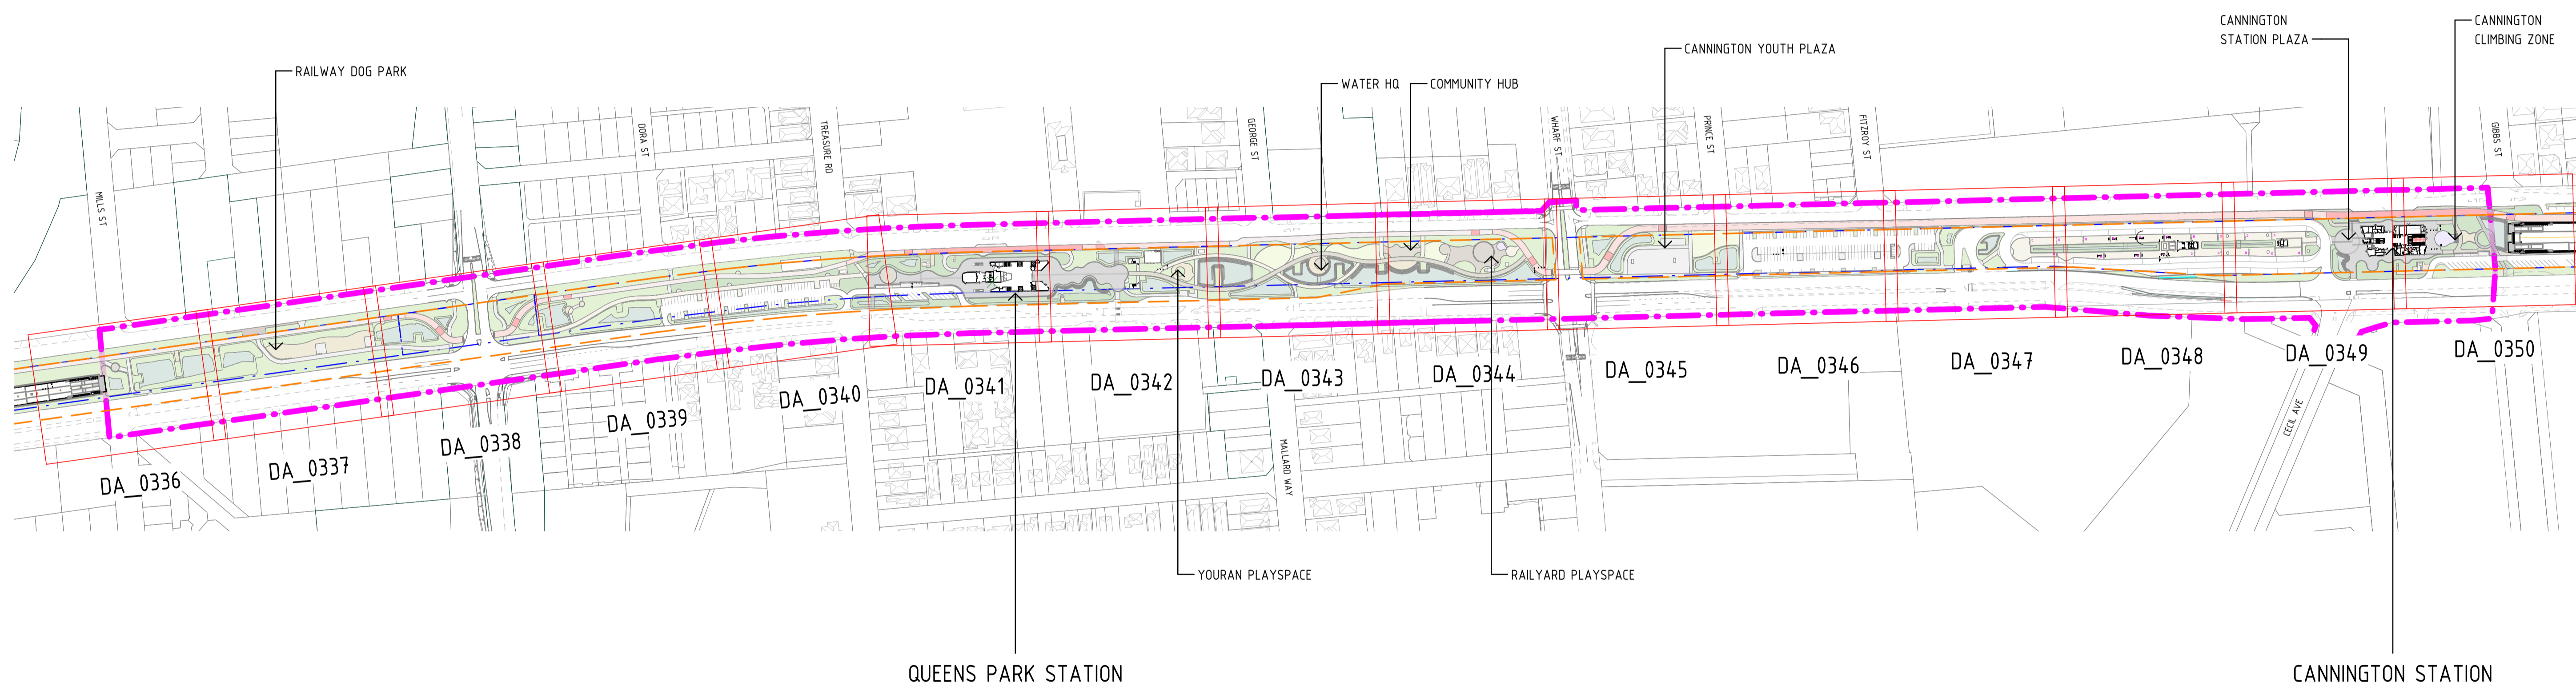 CANNINGTON
STATION PLAZA
CANNINGTON
CLIMBING ZONE
CANNINGTON YOUTH PLAZA
RAILWAY DOG PARK
WATER HQ
COMMUNITY HUB
MILLS ST
DORA ST
TREASURE RD
GEORGE ST
WHARF ST
PRINCE ST
FITZROY ST
GIBBS ST
DA_0336
DA_0337
DA_0338
DA_0339
DA_0340
DA_0341
DA_0342
DA_0343
DA_0344
DA_0345
DA_0346
DA_0347
DA_0348
DA_0349
DA_0350
MALLARD WAY
CECIL AVE
YOURAN PLAYSPACE
RAILYARD PLAYSPACE
QUEENS PARK STATION
CANNINGTON STATION